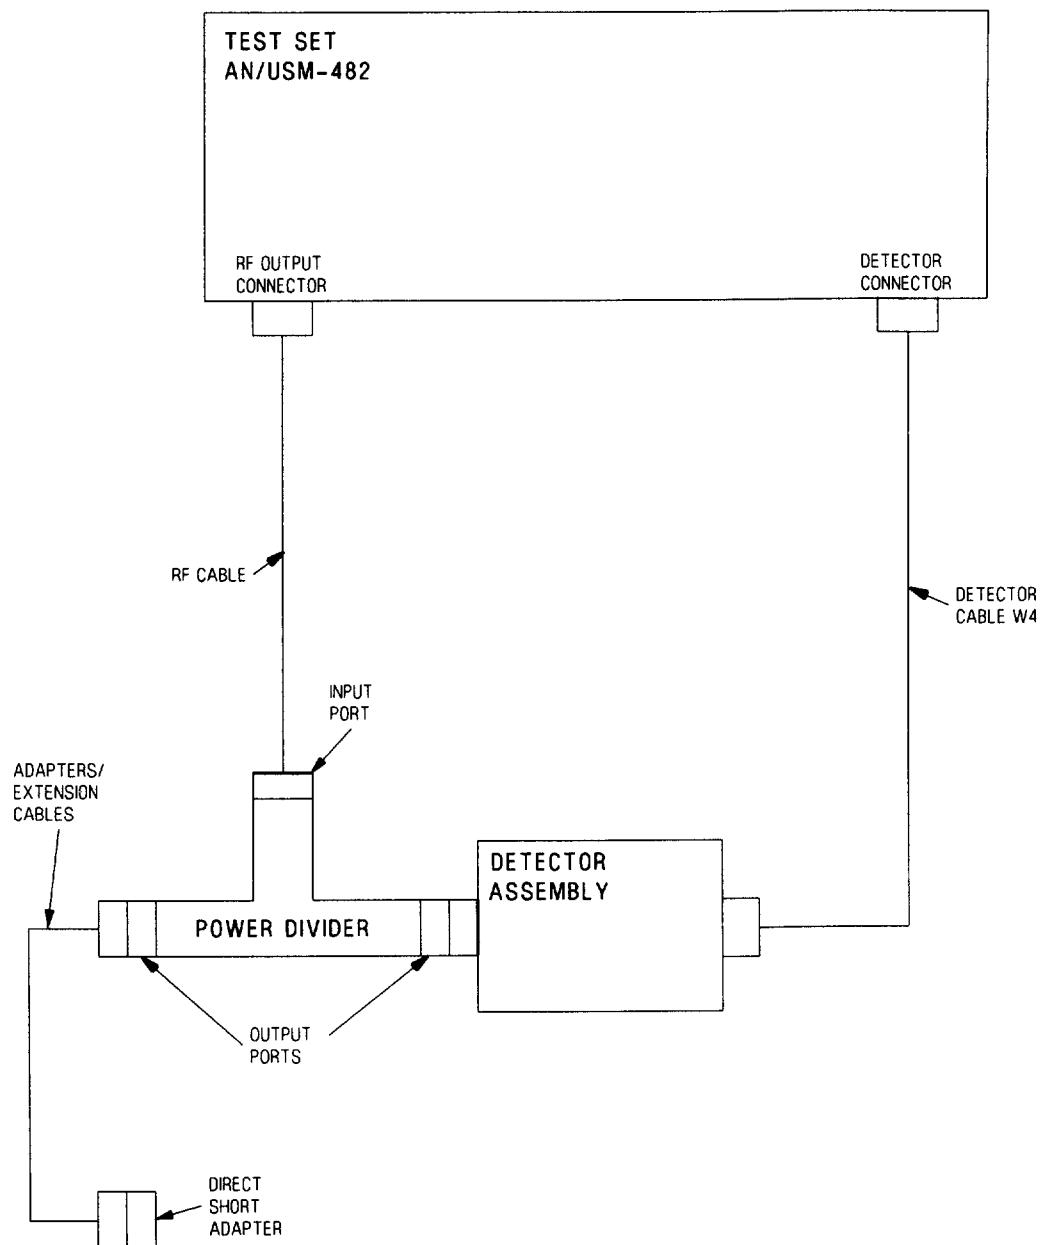 TEST SET
AN/USM-482
RF OUTPUT
CONNECTOR
DETECTOR
CONNECTOR
RF CABLE
DETECTOR
CABLE W4
INPUT
PORT
ADAPTERS/
EXTENSION
CABLES
DETECTOR
ASSEMBLY
POWER DIVIDER
OUTPUT
PORTS
DIRECT
SHORT
ADAPTER